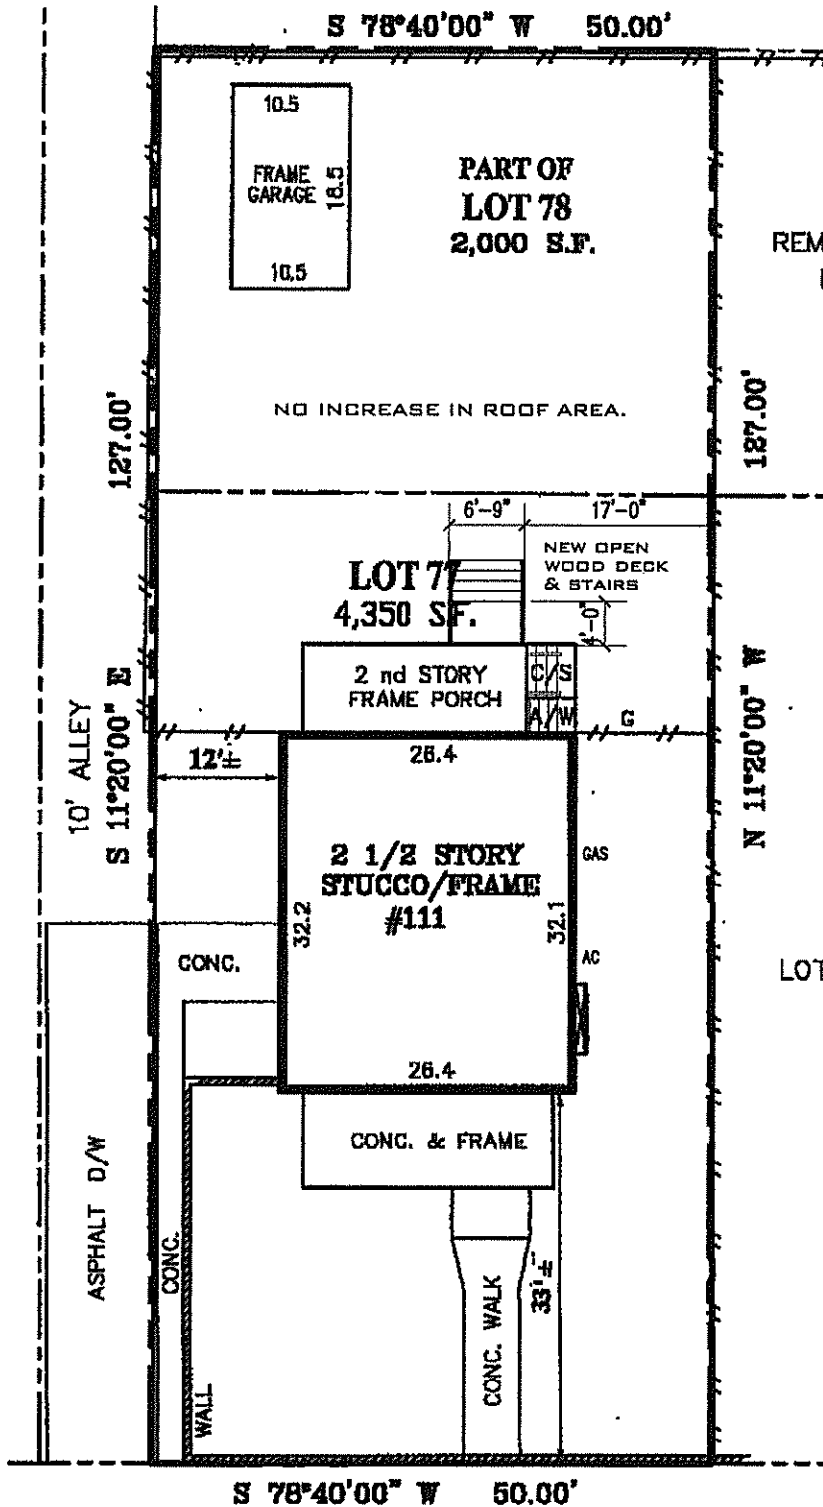 S 78°40'00" W 50.00'
10.5
FRAME
GARAGE
18.5
10.5
PART OF
LOT 78
2,000 S.F.
REM
127.00'
127.00'
NO INCREASE IN ROOF AREA.
6'-9"
17'-0"
NEW OPEN
WOOD DECK
& STAIRS
LOT 77
4,350 S.F.
4'-0"
2 nd STORY
FRAME PORCH
C/S
A/W
G
10' ALLEY
S 11°20'00" E
N 11°20'00" W
12'±
26.4
2 1/2 STORY
STUCCO/FRAME
#111
32.2
32.1
GAS
AC
LOT
CONC.
26.4
CONC. & FRAME
ASPHALT D/W
CONC.
WALL
CONC. WALK
33'±
S 78°40'00" W 50.00'